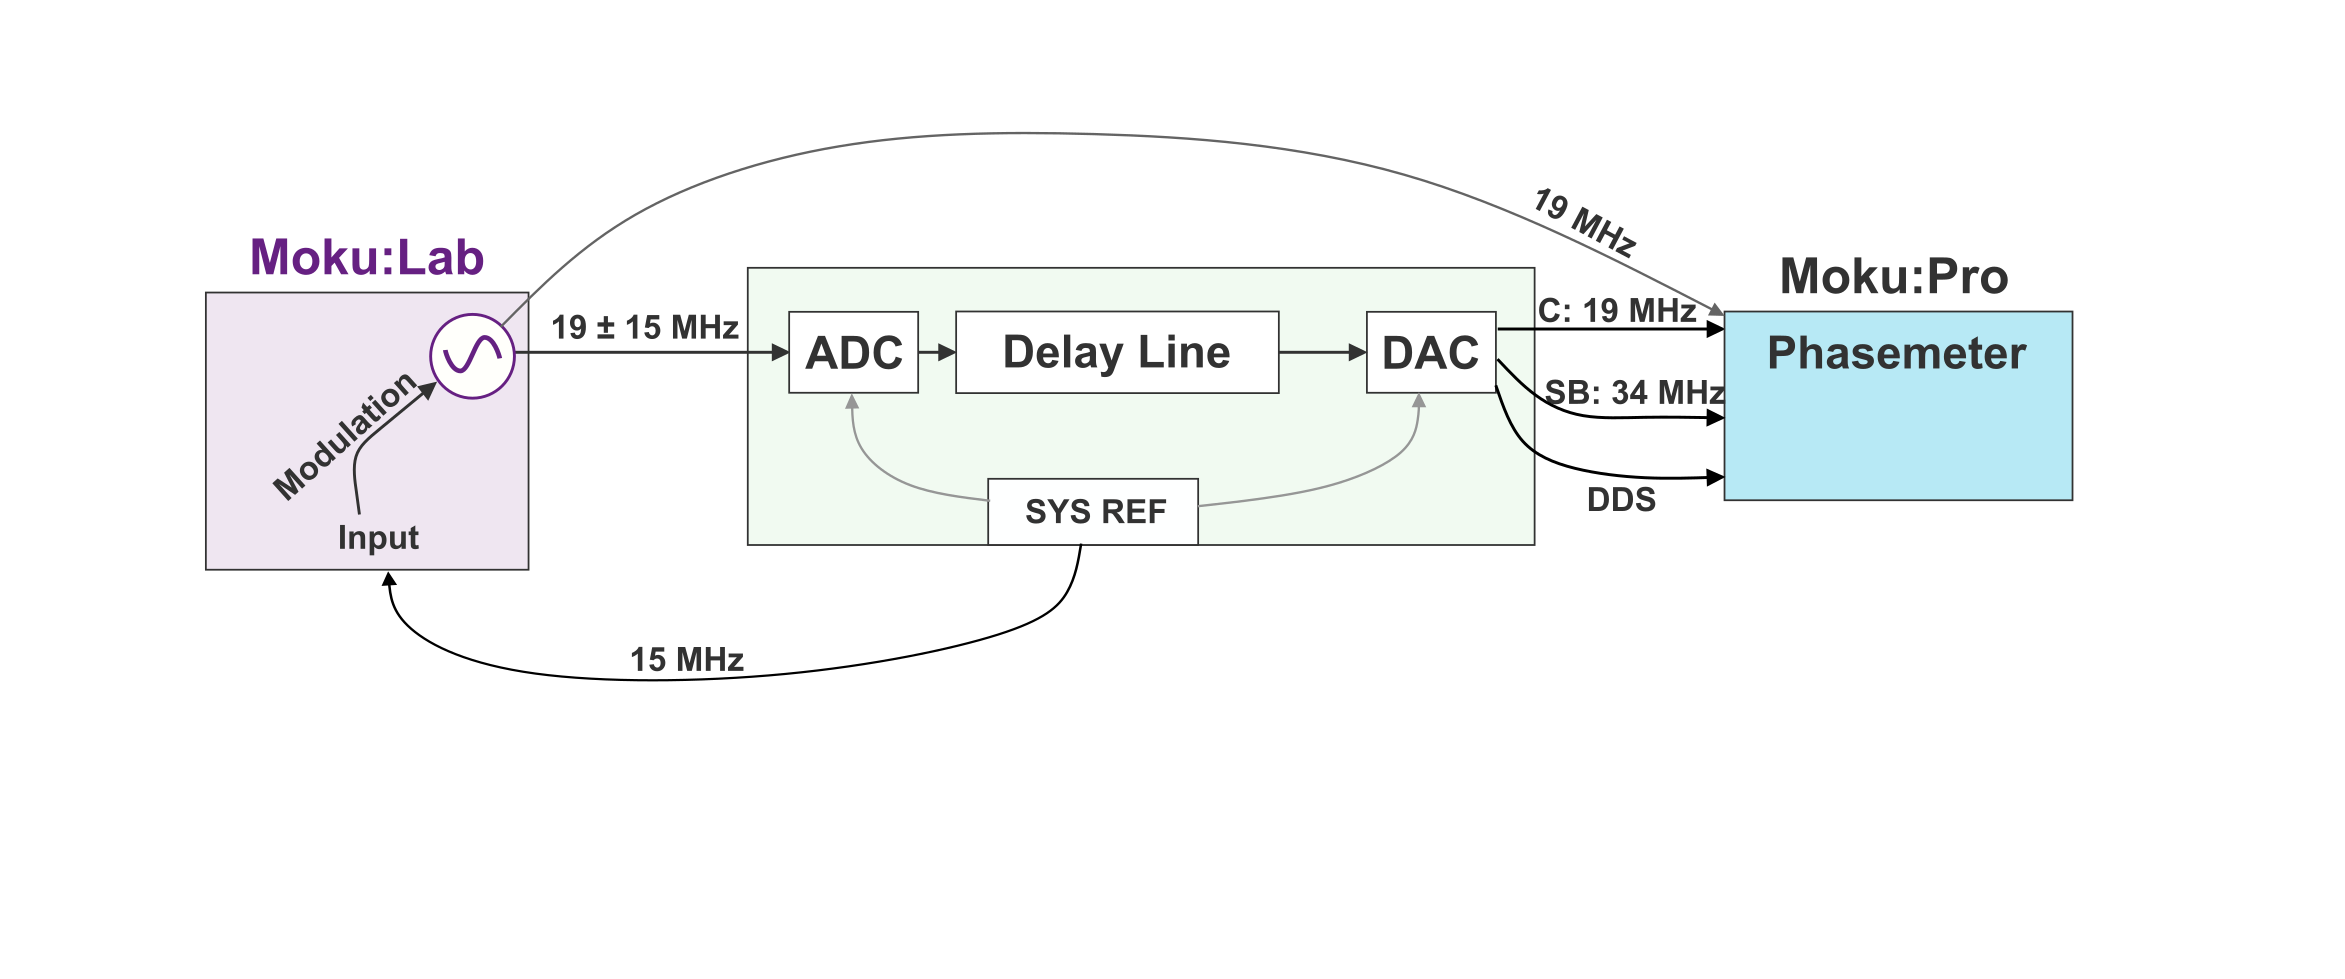 19 MHz
Moku:Lab
Moku:Pro
19 ± 15 MHz
C: 19 MHz
ADC
Delay Line
DAC
Phasemeter
Modulation
SB: 34 MHz
SYS REF
DDS
Input
15 MHz